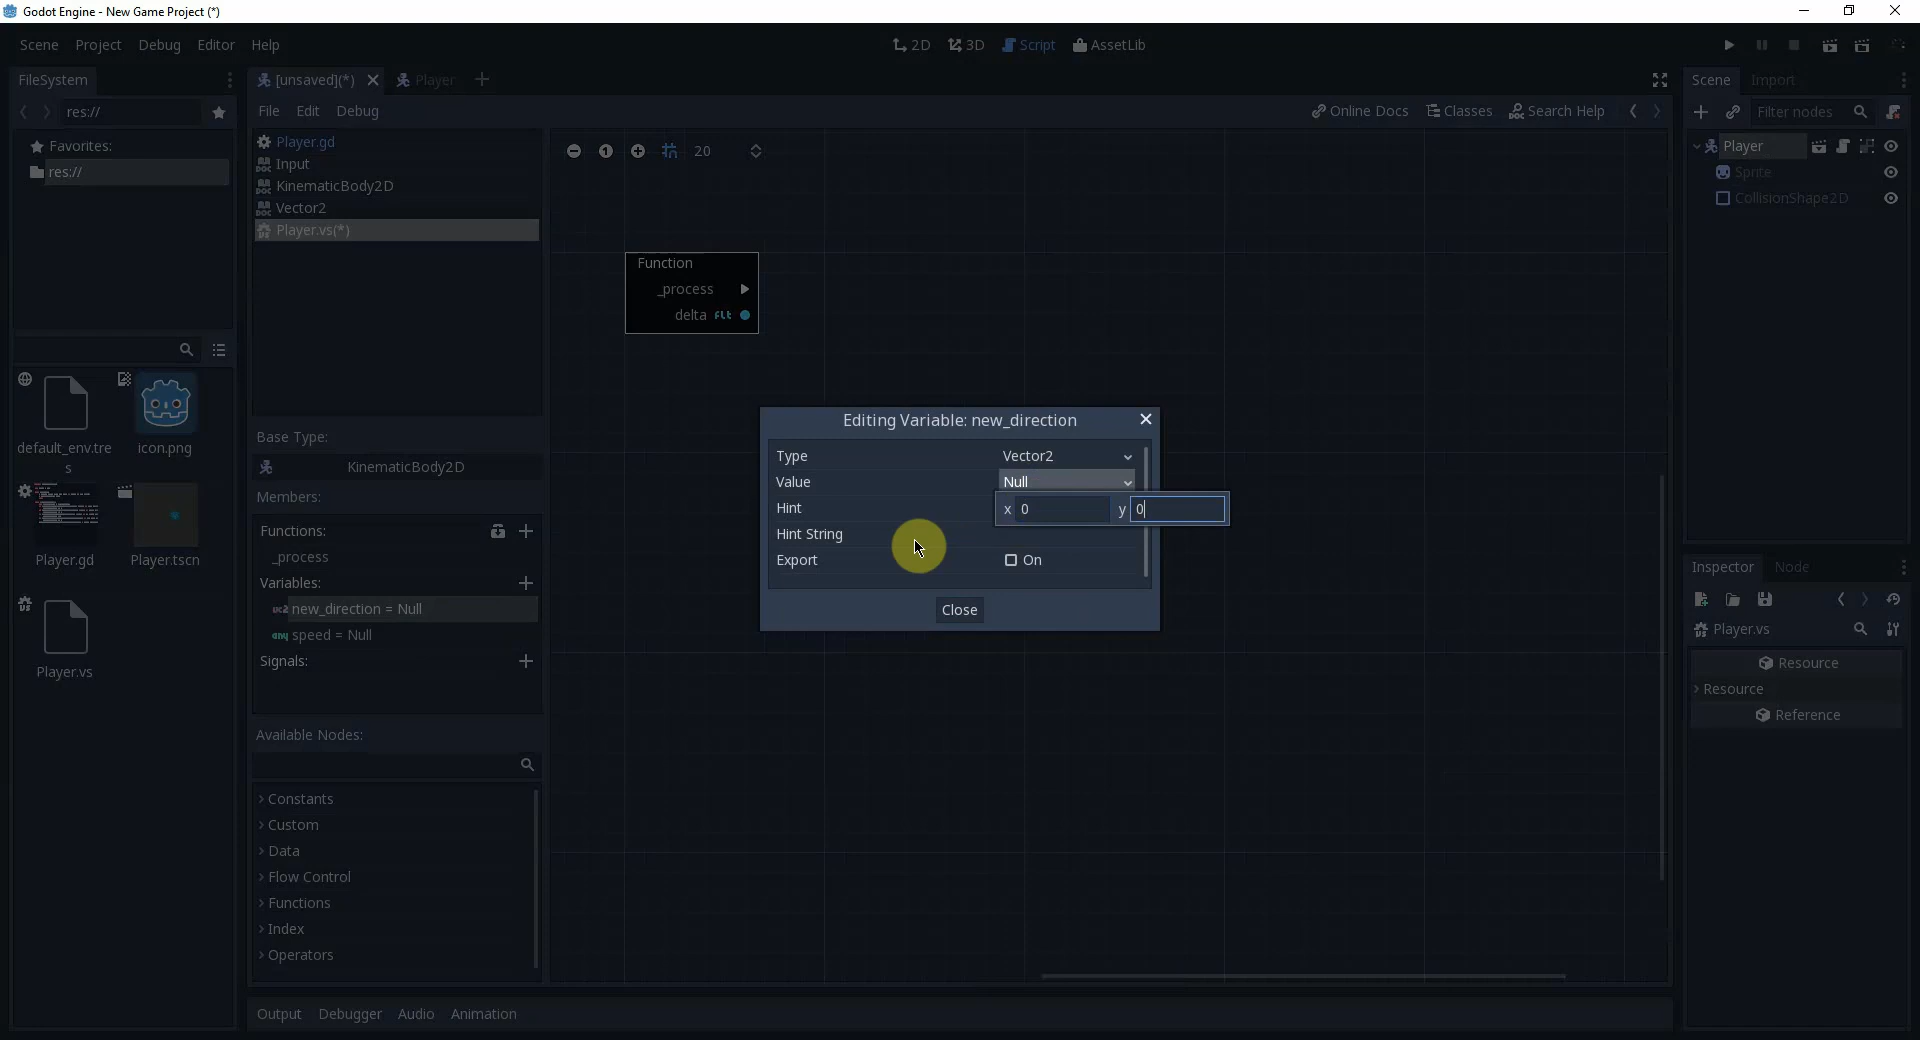 Godot Engine - New Game Project (*)
Scene Project Debug Editor Help
2D 3D Script AssetLib
FileSystem
[unsaved](*)
Player
Scene Import
res://
File Edit Debug
Online Docs Classes Search Help
Filter nodes
Favorites:
res://
Player.gd
Input
KinematicBody2D
Vector2
Player.vs(*)
20
Player
Sprite
CollisionShape2D
Function
_process
delta flt
default_env.tre
s
icon.png
Player.gd
Player.tscn
Player.vs
Base Type:
KinematicBody2D
Members:
Functions:
_process
Variables:
vc2 new_direction = Null
any speed = Null
Signals:
Available Nodes:
Constants
Custom
Data
Flow Control
Functions
Index
Operators
Editing Variable: new_direction
Type Vector2
Value Null
Hint x 0 y 0
Hint String
Export On
Close
Inspector Node
Player.vs
Resource
Resource
Reference
Output Debugger Audio Animation